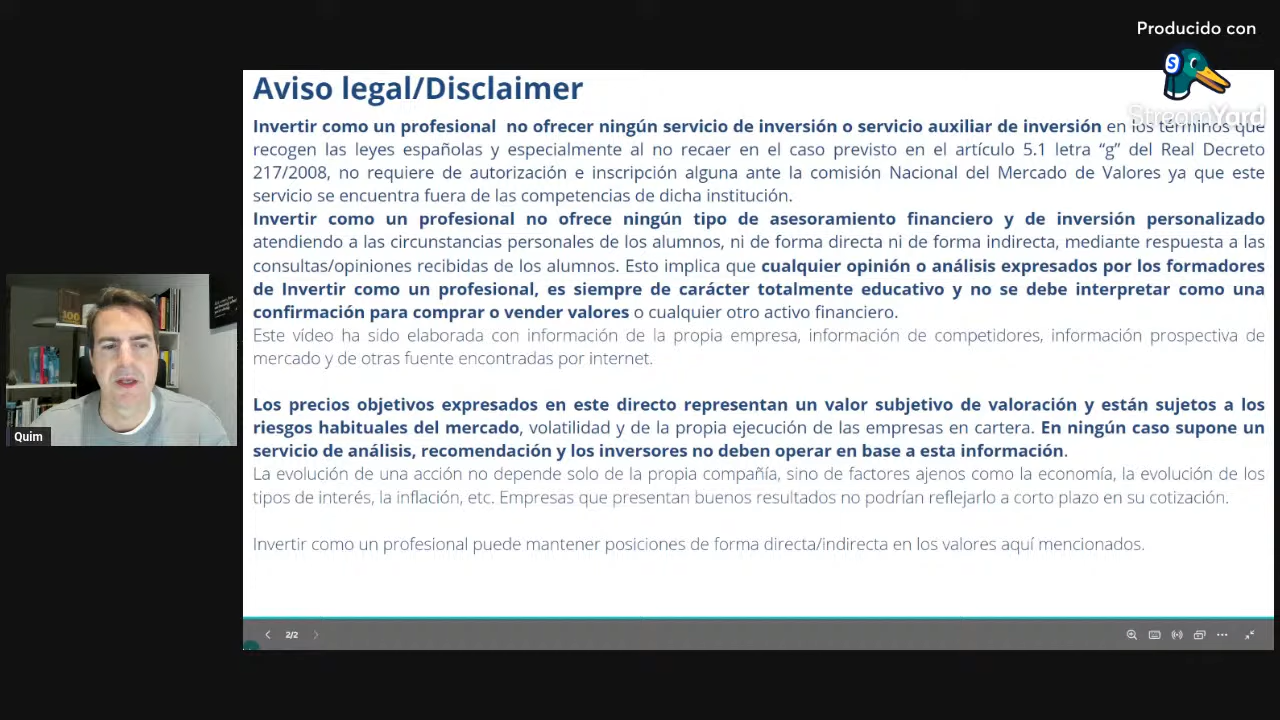 Producido con
StreamYard
Aviso legal/Disclaimer
Invertir como un profesional no ofrecer ningún servicio de inversión o servicio auxiliar de inversión en los términos que
recogen las leyes españolas y especialmente al no recaer en el caso previsto en el artículo 5.1 letra “g” del Real Decreto
217/2008, no requiere de autorización e inscripción alguna ante la comisión Nacional del Mercado de Valores ya que este
servicio se encuentra fuera de las competencias de dicha institución.
Invertir como un profesional no ofrece ningún tipo de asesoramiento financiero y de inversión personalizado
atendiendo a las circunstancias personales de los alumnos, ni de forma directa ni de forma indirecta, mediante respuesta a las
consultas/opiniones recibidas de los alumnos. Esto implica que cualquier opinión o análisis expresados por los formadores
de Invertir como un profesional, es siempre de carácter totalmente educativo y no se debe interpretar como una
confirmación para comprar o vender valores o cualquier otro activo financiero.
Este vídeo ha sido elaborada con información de la propia empresa, información de competidores, información prospectiva de
mercado y de otras fuente encontradas por internet.
Los precios objetivos expresados en este directo representan un valor subjetivo de valoración y están sujetos a los
riesgos habituales del mercado, volatilidad y de la propia ejecución de las empresas en cartera. En ningún caso supone un
servicio de análisis, recomendación y los inversores no deben operar en base a esta información.
La evolución de una acción no depende solo de la propia compañía, sino de factores ajenos como la economía, la evolución de los
tipos de interés, la inflación, etc. Empresas que presentan buenos resultados no podrían reflejarlo a corto plazo en su cotización.
Invertir como un profesional puede mantener posiciones de forma directa/indirecta en los valores aquí mencionados.
Quim
2/2